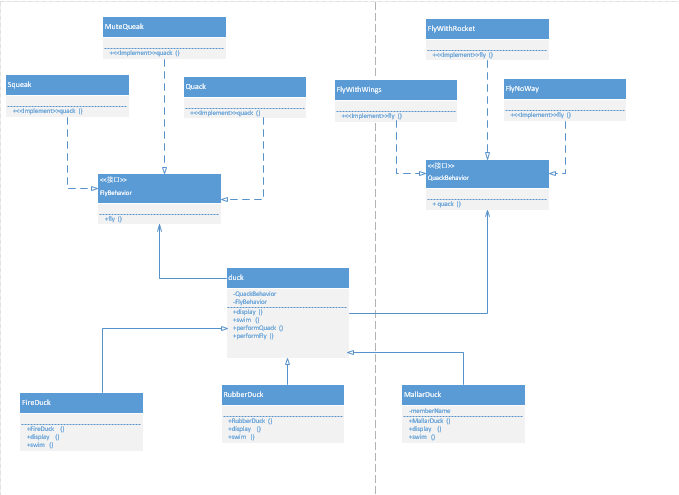 MuteQueak
+<<Implement>>quack ()
Squeak
+<<Implement>>quack ()
Quack
+<<Implement>>quack ()
FlyWithRocket
+<<Implement>>fly ()
FlyWithWings
+<<Implement>>fly ()
FlyNoWay
+<<Implement>>fly ()
<<接口>>
FlyBehavior
+fly ()
<<接口>>
QuackBehavior
+ quack ()
duck
-QuackBehavior
-FlyBehavior
+display ()
+swim ()
+performQuack ()
+performFly ()
FireDuck
+FireDuck ()
+display ()
+swim ()
RubberDuck
+RubberDuck ()
+display ()
+swim ()
MallarDuck
-memberName
+MallarDuck ()
+display ()
+swim ()